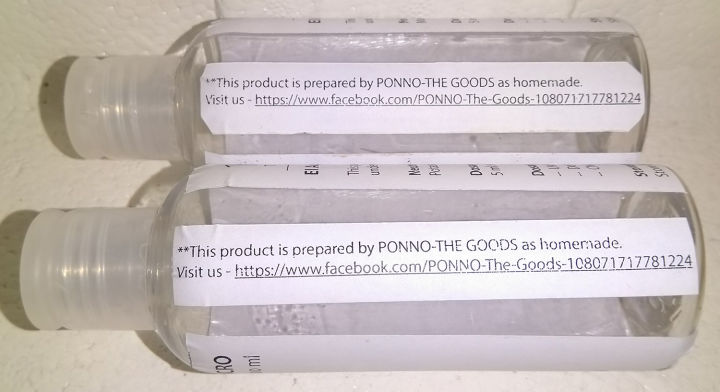 **This product is prepared by PONNO-THE GOODS as homemade.
Visit us - https://www.facebook.com/PONNO-The-Goods-108071717781224
**This product is prepared by PONNO-THE GOODS as homemade.
Visit us - https://www.facebook.com/PONNO-The-Goods-108071717781224
5 ml